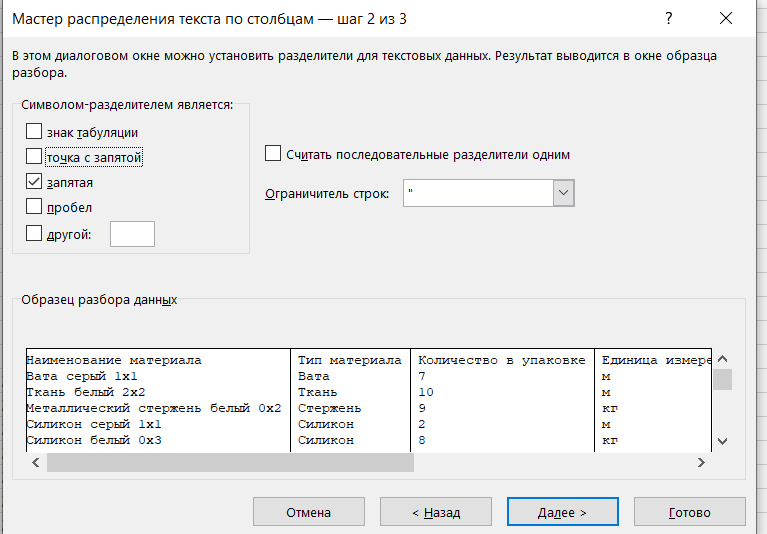 Мастер распределения текста по столбцам — шаг 2 из 3
В этом диалоговом окне можно установить разделители для текстовых данных. Результат выводится в окне образца
разбора.
Символом-разделителем является:
знак табуляции
точка с запятой
запятая
пробел
другой:
Считать последовательные разделители одним
Ограничитель строк: "
Образец разбора данных
Наименование материала Тип материала Количество в упаковке Единица измере
Вата серый 1x1 Вата 7 м
Ткань белый 2x2 Ткань 10 м
Металлический стержень белый 0x2 Стержень 9 кг
Силикон серый 1x1 Силикон 2 м
Силикон белый 0x3 Силикон 8 кг
Отмена < Назад Далее > Готово